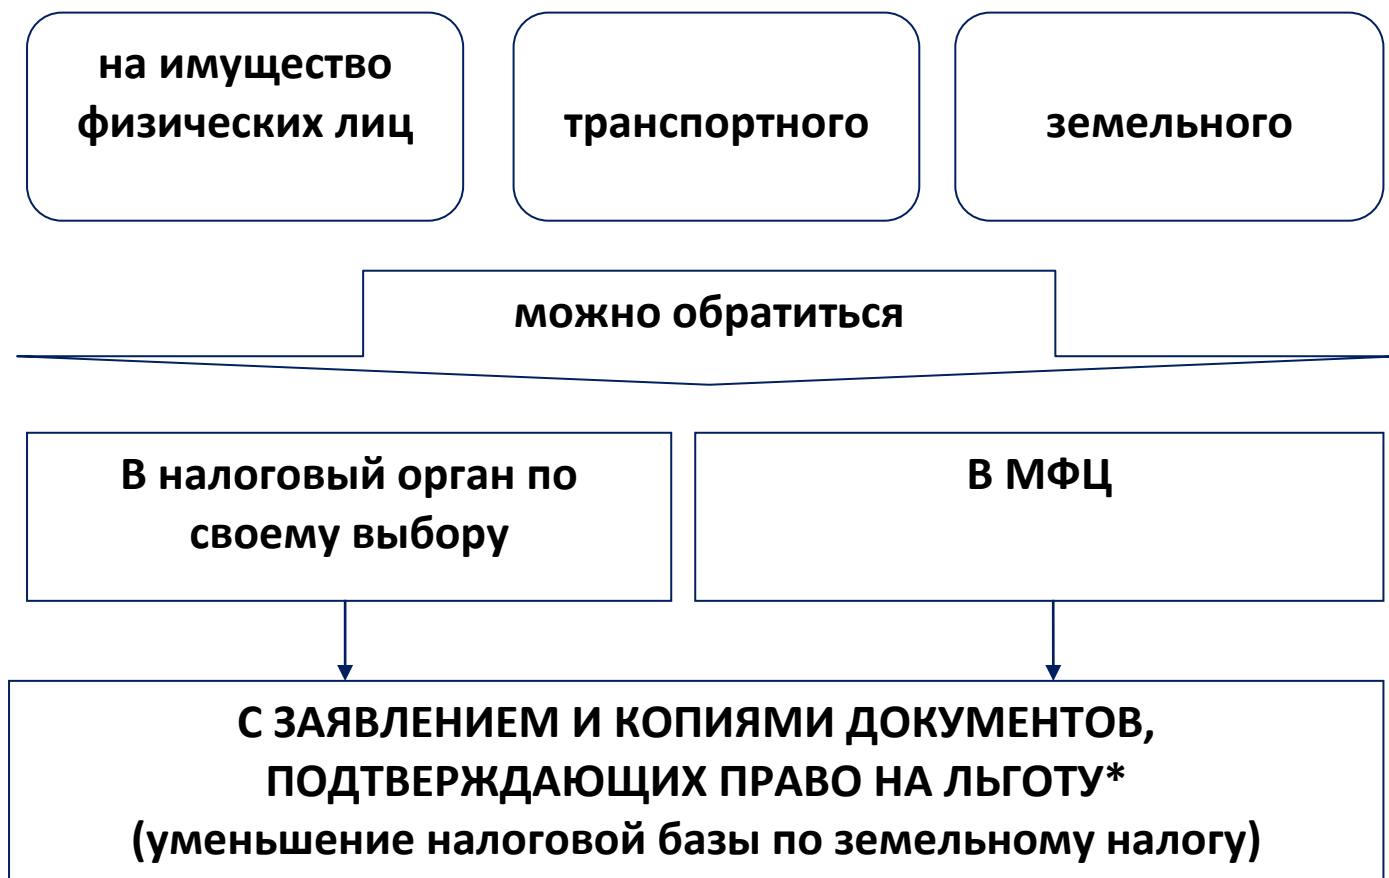 на имущество
физических лиц
транспортного
земельного
можно обратиться
В налоговый орган по
своему выбору
В МФЦ
С ЗАЯВЛЕНИЕМ И КОПИЯМИ ДОКУМЕНТОВ,
ПОДТВЕРЖДАЮЩИХ ПРАВО НА ЛЬГОТУ*
(уменьшение налоговой базы по земельному налогу)